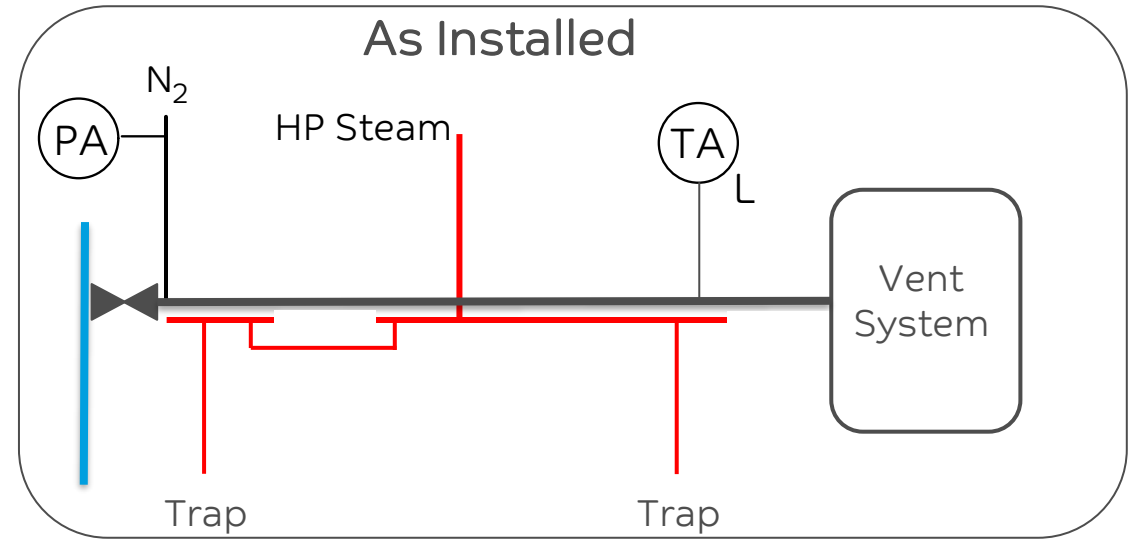 As Installed
N2
PA
HP Steam
TA
L
Vent
System
Trap
Trap